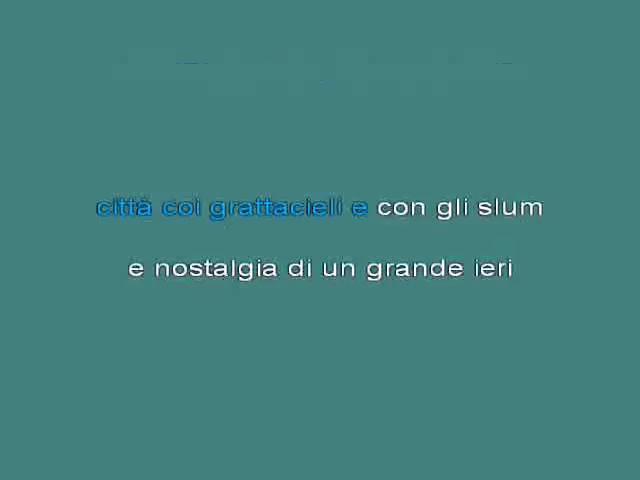 città coi grattacieli e con gli slum
e nostalgia di un grande ieri